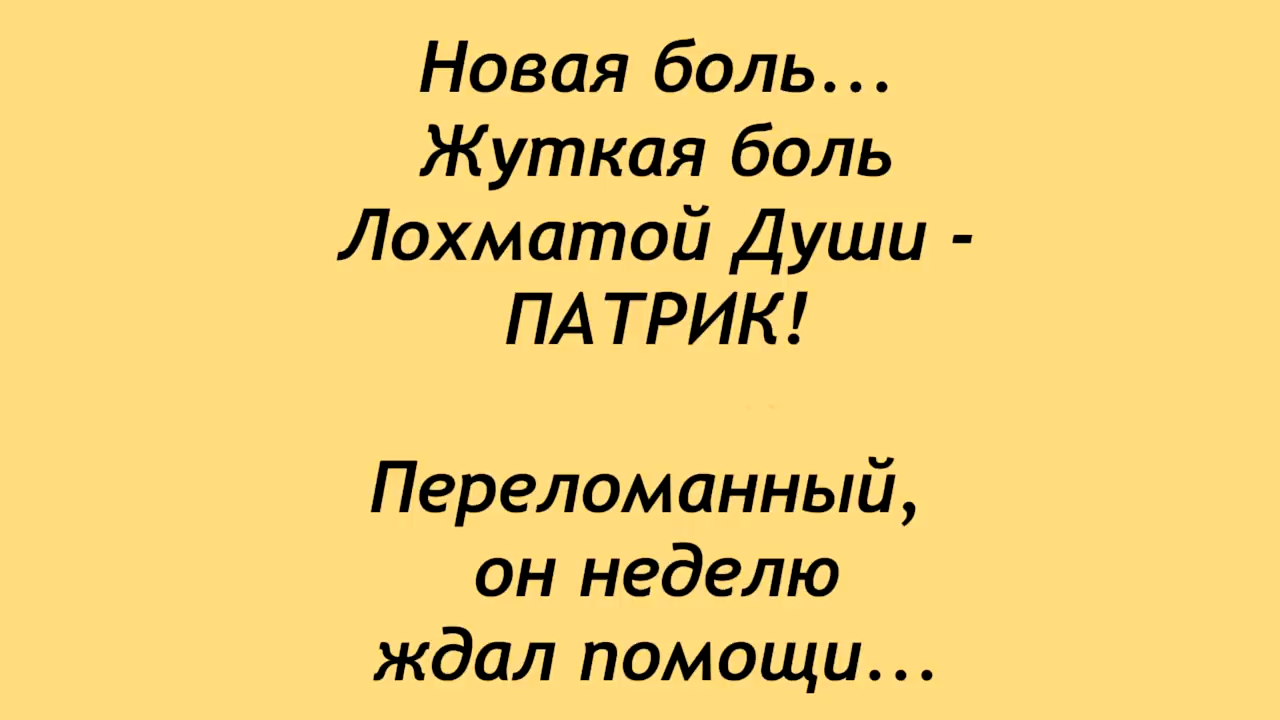 Новая боль...
Жуткая боль
Лохматой Души -
ПАТРИК!
Переломанный,
он неделю
ждал помощи...